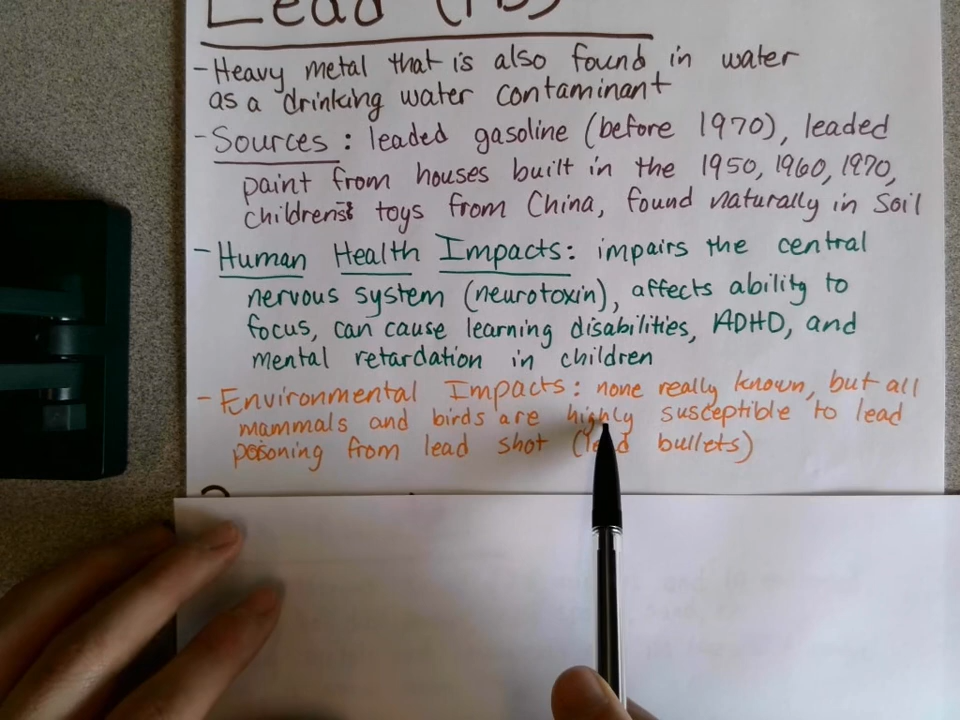 Lead (Pb)
- Heavy metal that is also found in water
as a drinking water contaminant
- Sources : leaded gasoline (before 1970), leaded
paint from houses built in the 1950, 1960, 1970,
children's toys from China, found naturally in Soil
- Human Health Impacts: impairs the central
nervous system (neurotoxin), affects ability to
focus, can cause learning disabilities, ADHD, and
mental retardation in children
- Environmental Impacts: none really known, but all
mammals and birds are highly susceptible to lead
poisoning from lead shot (lead bullets)